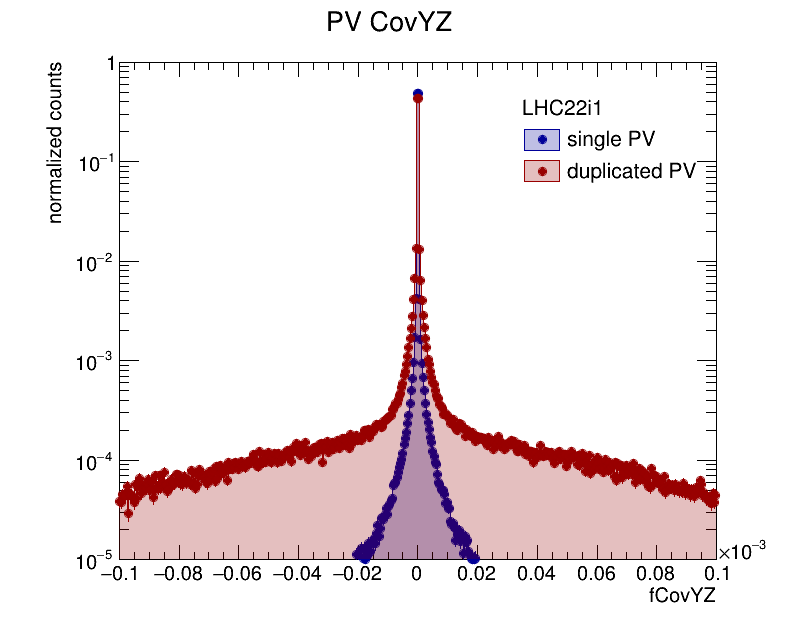 PV CovYZ
normalized counts
1
10⁻¹
10⁻²
10⁻³
10⁻⁴
10⁻⁵
LHC22i1
single PV
duplicated PV
−0.1 −0.08 −0.06 −0.04 −0.02 0 0.02 0.04 0.06 0.08 0.1
×10⁻³
fCovYZ